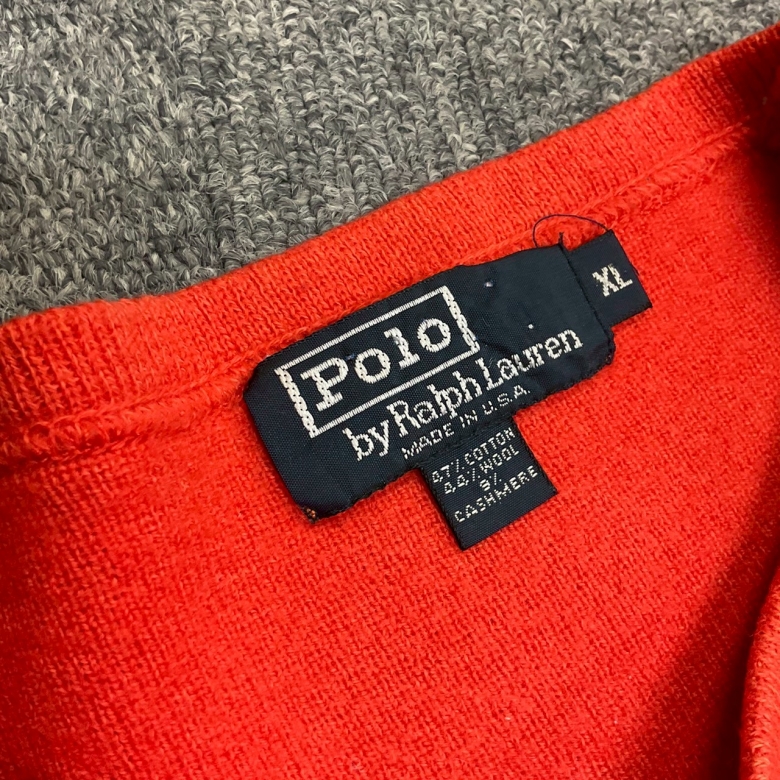 Polo
by Ralph Lauren
MADE IN U.S.A.
XL
47% COTTON
44% WOOL
9%
CASHMERE